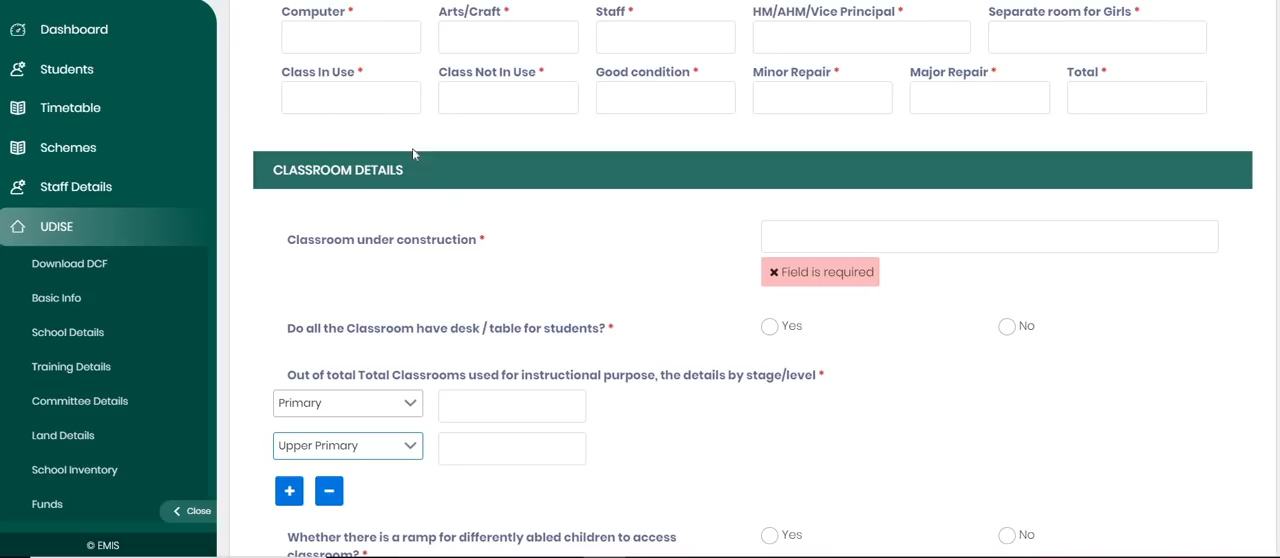 Dashboard
Students
Timetable
Schemes
Staff Details
UDISE
Download DCF
Basic Info
School Details
Training Details
Committee Details
Land Details
School Inventory
Funds
Close
© EMIS
Computer * Arts/Craft * Staff * HM/AHM/Vice Principal * Separate room for Girls *
Class In Use * Class Not In Use * Good condition * Minor Repair * Major Repair * Total *
CLASSROOM DETAILS
Classroom under construction *
Field is required
Do all the Classroom have desk / table for students? * Yes No
Out of total Total Classrooms used for instructional purpose, the details by stage/level *
Primary
Upper Primary
Whether there is a ramp for differently abled children to access Yes No
classroom? *